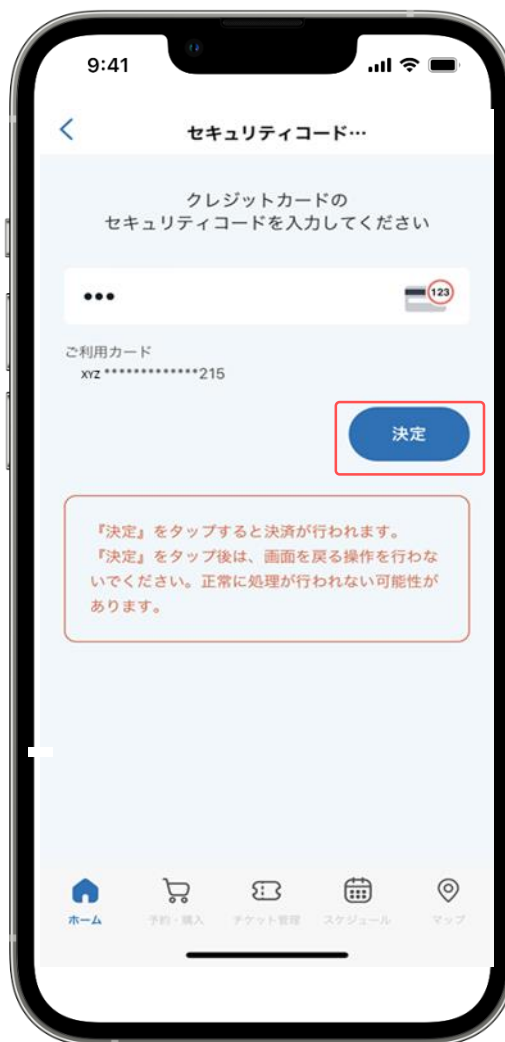 9:41
セキュリティコード…
クレジットカードの
セキュリティコードを入力してください
•••
123
ご利用カード
XYZ *************215
決定
『決定』をタップすると決済が行われます。
『決定』をタップ後は、画面を戻る操作を行わな
いでください。正常に処理が行われない可能性が
あります。
ホーム 予約・購入 チケット管理 スケジュール マップ